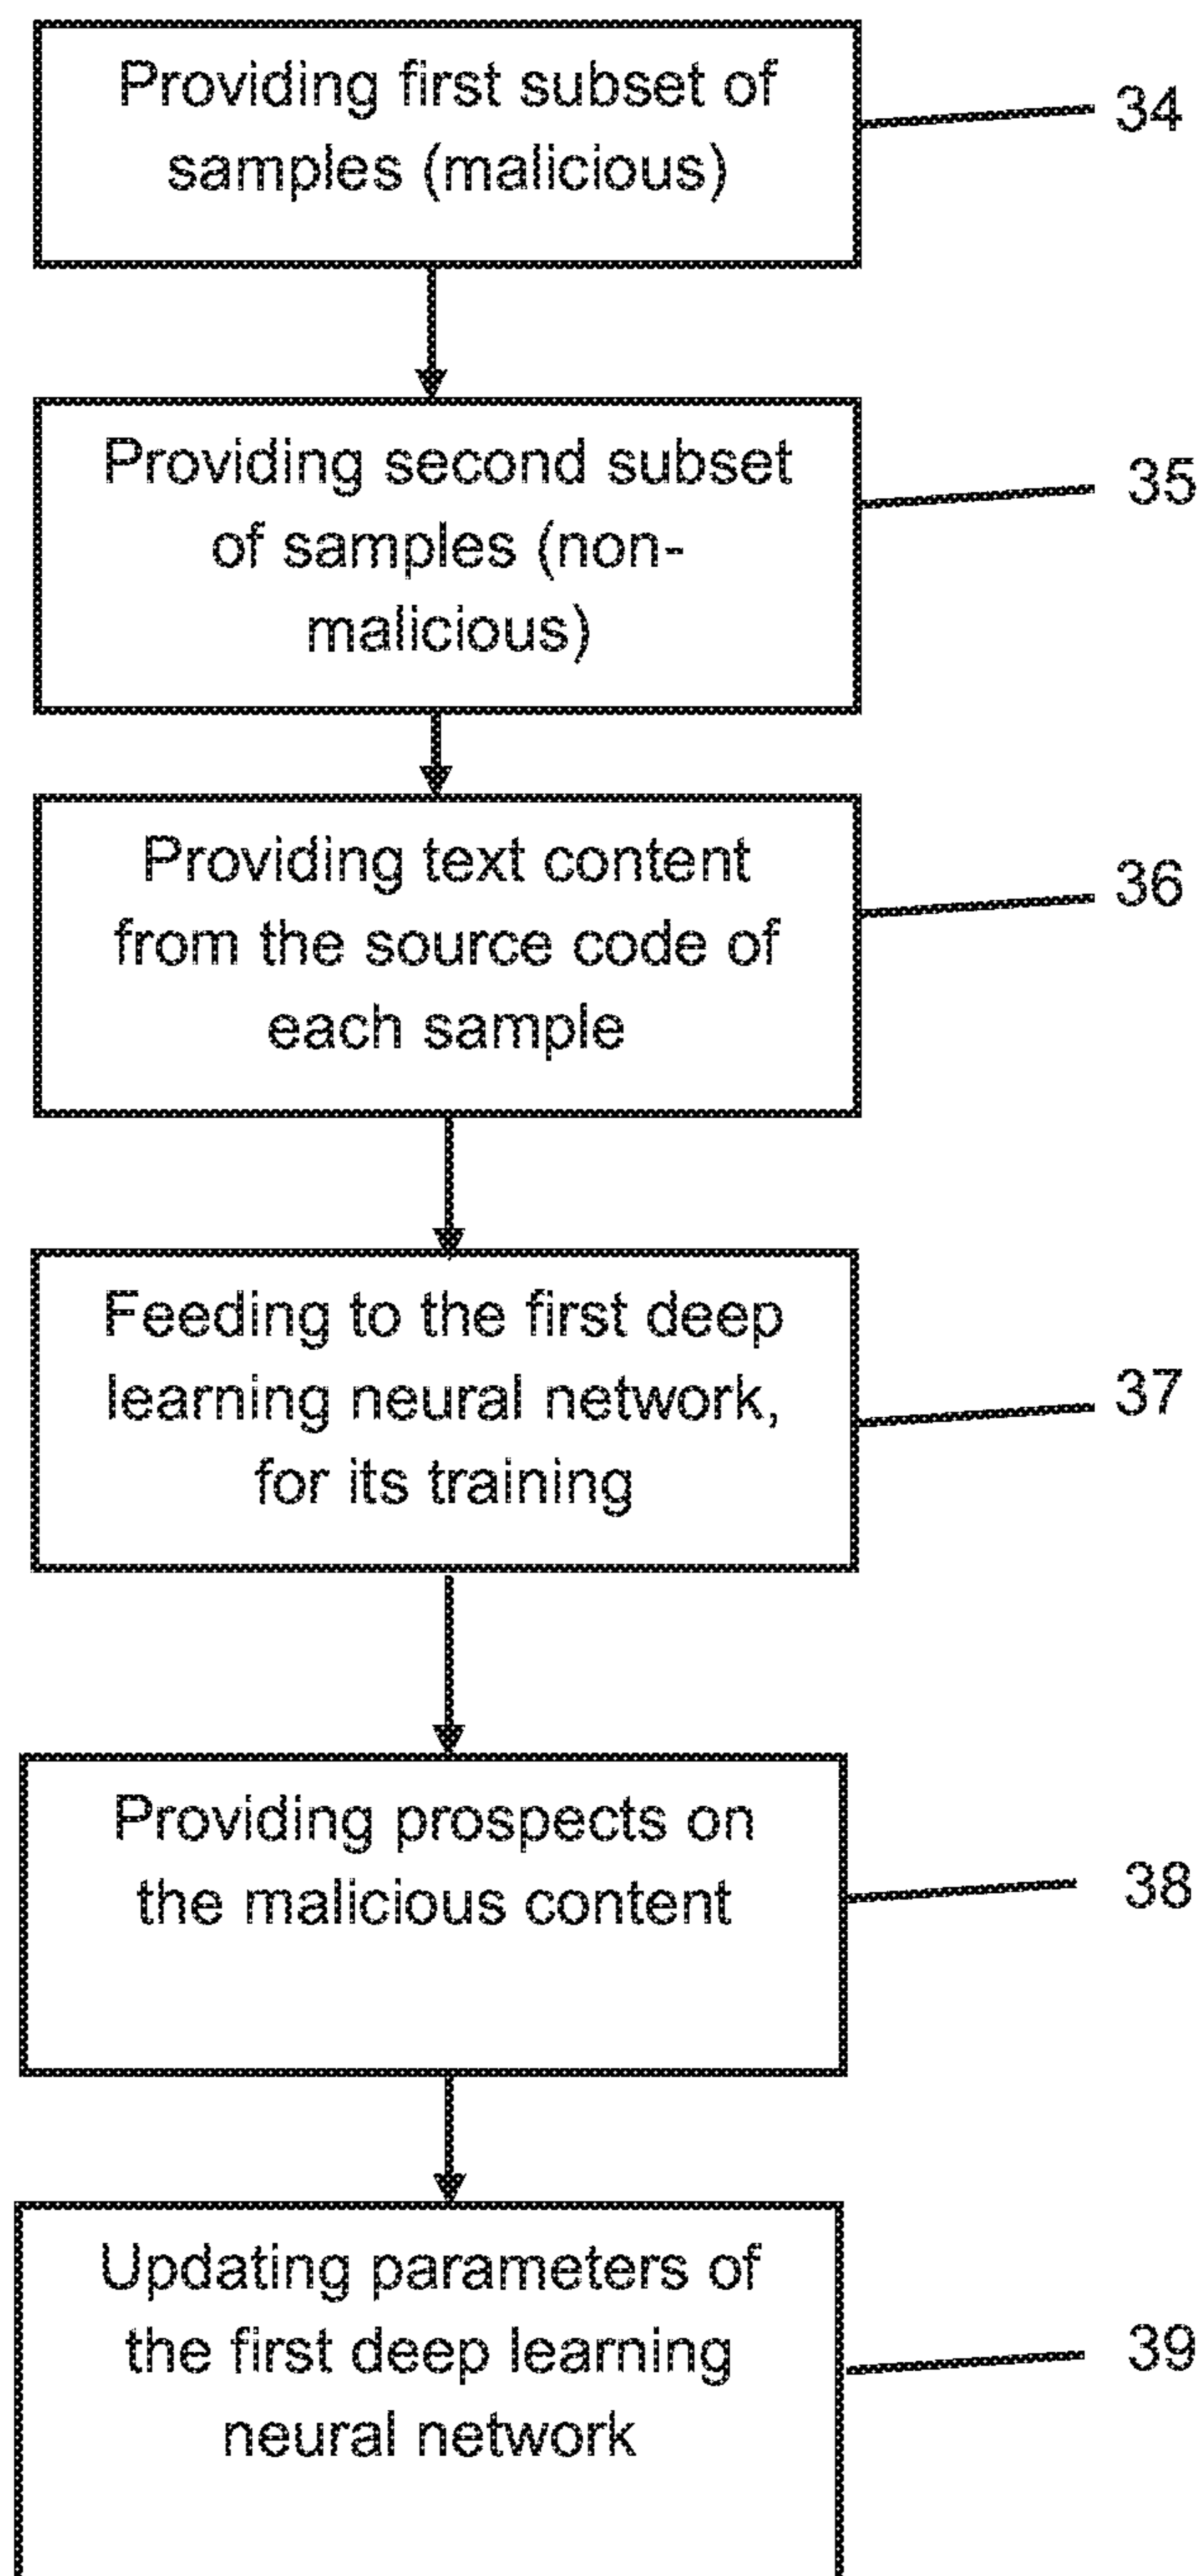 Providing first subset of
samples (malicious)
34
Providing second subset
of samples (non-
malicious)
35
Providing text content
from the source code of
each sample
36
Feeding to the first deep
learning neural network,
for its training
37
Providing prospects on
the malicious content
38
Updating parameters of
the first deep learning
neural network
39